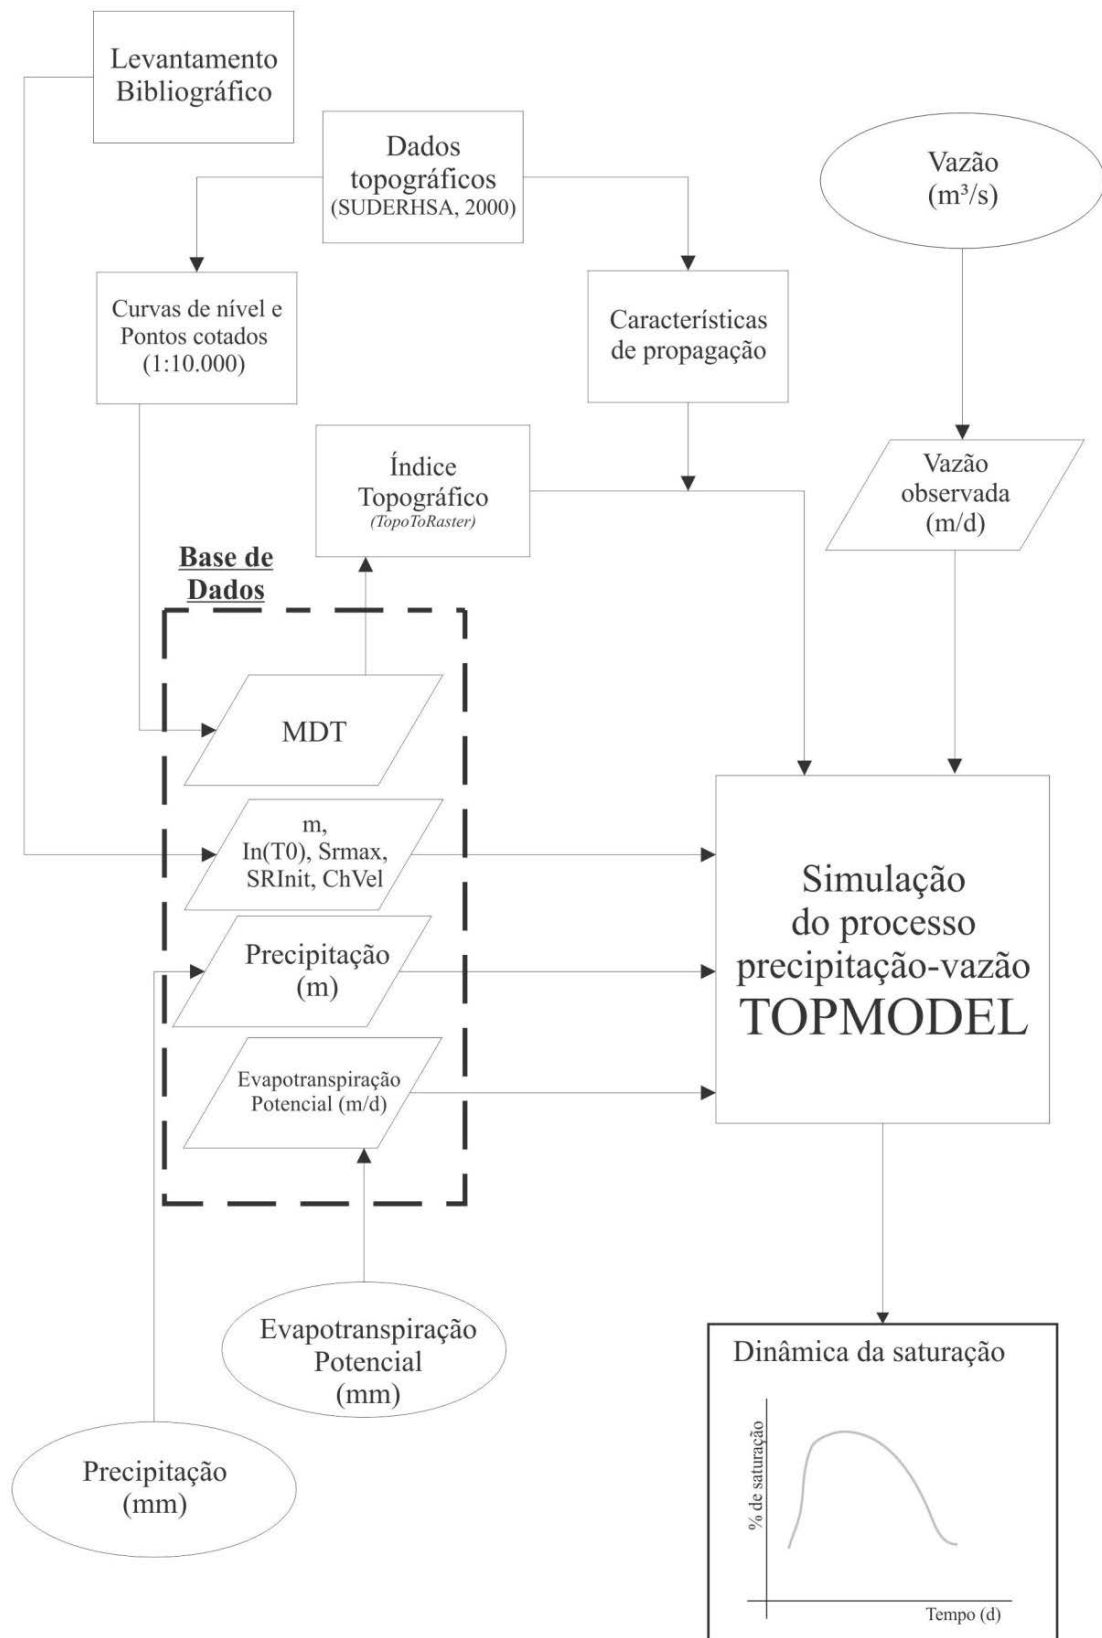 Levantamento
Bibliográfico
Dados
topográficos
(SUDERHSA, 2000)
Vazão
(m³/s)
Curvas de nível e
Pontos cotados
(1:10.000)
Características
de propagação
Índice
Topográfico
(TopoToRaster)
Vazão
observada
(m/d)
Base de
Dados
MDT
m,
In(T0), Srmax,
SRInit, ChVel
Precipitação
(m)
Evapotranspiração
Potencial (m/d)
Simulação
do processo
precipitação-vazão
TOPMODEL
Evapotranspiração
Potencial
(mm)
Precipitação
(mm)
Dinâmica da saturação
% de saturação
Tempo (d)